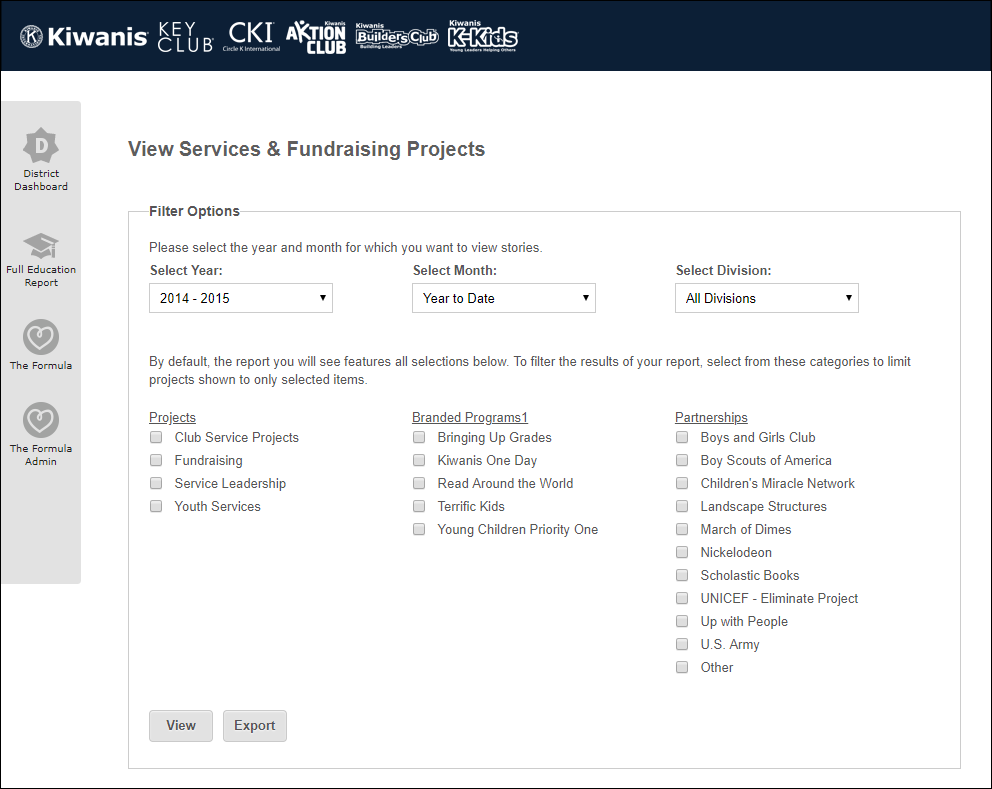 Kiwanis
KEY CLUB
CKI
Circle K International
Kiwanis
AKTION CLUB
Kiwanis
Builders Club
Building Leaders
Kiwanis
K-Kids
Young Leaders Helping Others
D
District
Dashboard
Full Education
Report
The Formula
The Formula
Admin
View Services & Fundraising Projects
Filter Options
Please select the year and month for which you want to view stories.
Select Year: Select Month: Select Division:
2014 - 2015 Year to Date All Divisions
By default, the report you will see features all selections below. To filter the results of your report, select from these categories to limit
projects shown to only selected items.
Projects
Club Service Projects
Fundraising
Service Leadership
Youth Services
Branded Programs1
Bringing Up Grades
Kiwanis One Day
Read Around the World
Terrific Kids
Young Children Priority One
Partnerships
Boys and Girls Club
Boy Scouts of America
Children's Miracle Network
Landscape Structures
March of Dimes
Nickelodeon
Scholastic Books
UNICEF - Eliminate Project
Up with People
U.S. Army
Other
View Export